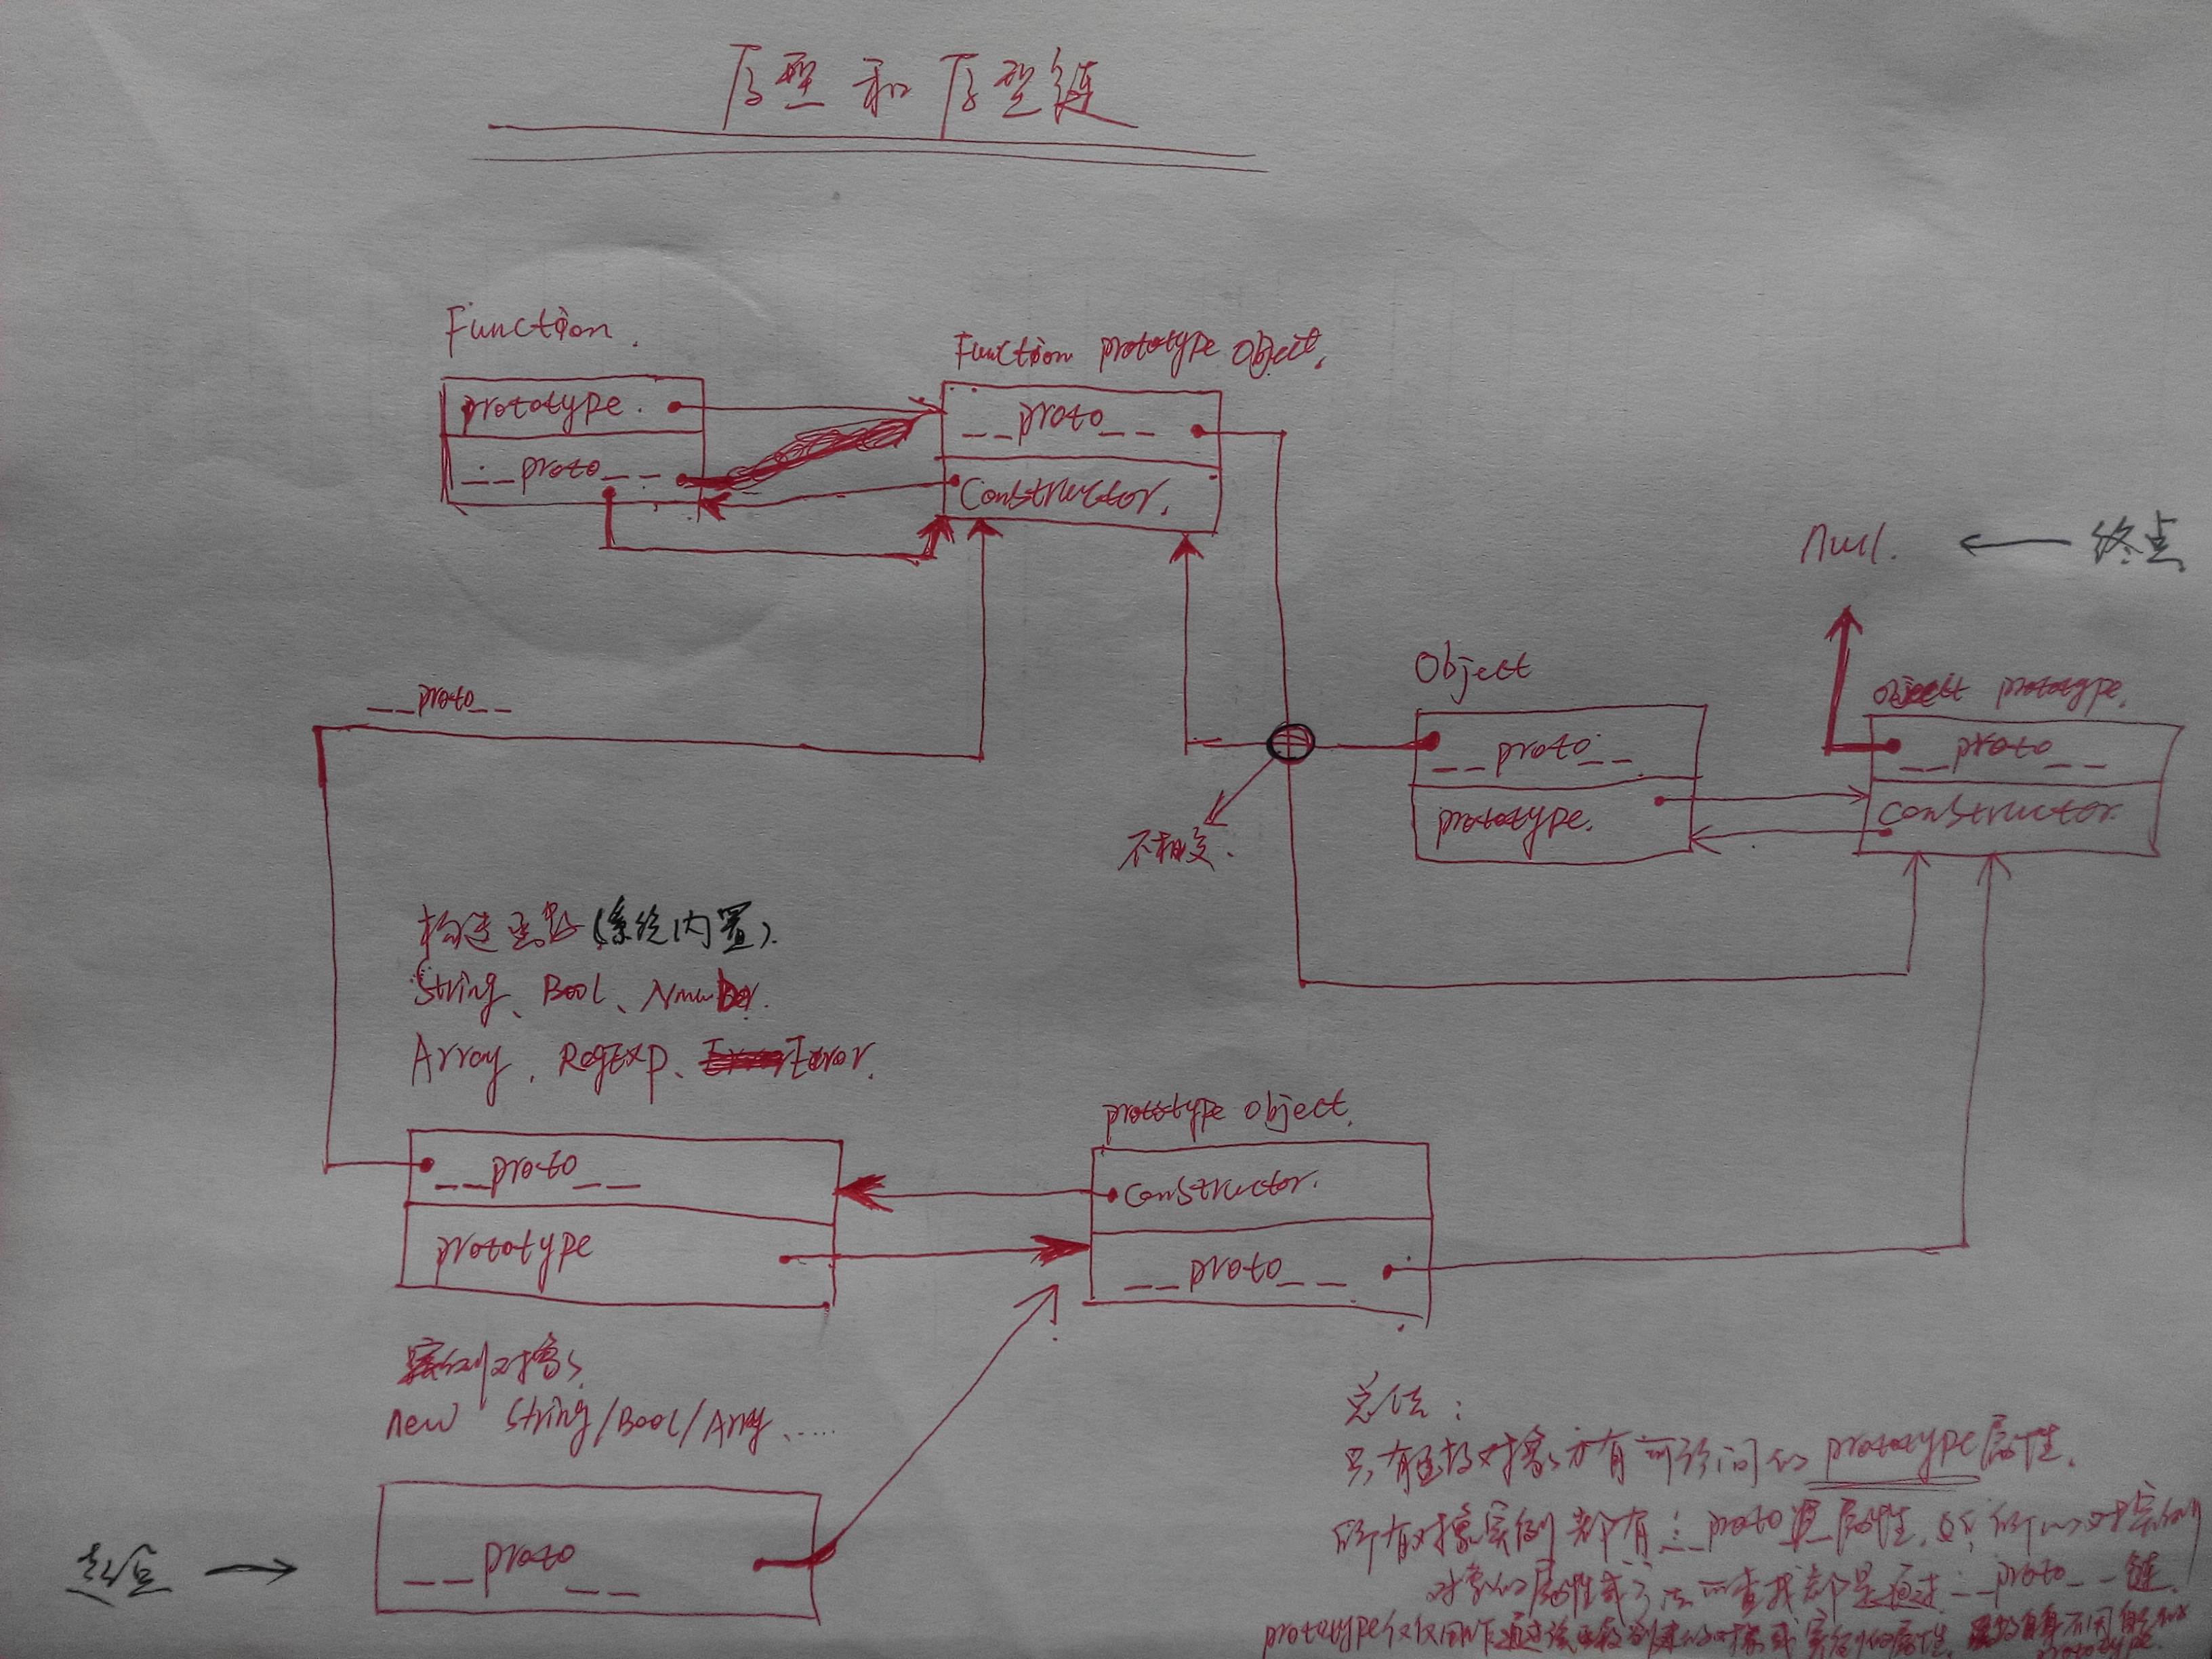 原型和原型链
Function.
Function prototype Object.
prototype.
__proto__
__proto__
Constructor.
null.
终点
Object
Object prototype.
__proto__
__proto__
prototype.
constructor.
不相交.
__proto__
构造函数(系统内置).
String、Bool、Number.
Array、RegExp、Error.
__proto__
prototype
prototype object.
constructor.
__proto__
实例对象
new String/Bool/Array、.....
起点
__proto__
总结:
只有函数对象才有可访问的prototype属性.
所有对象实例都有__proto__属性,
对象的属性或方法的查找都是通过__proto__链.
prototype仅仅用作通过该函数创建的对象或实例的属性,
prototype.